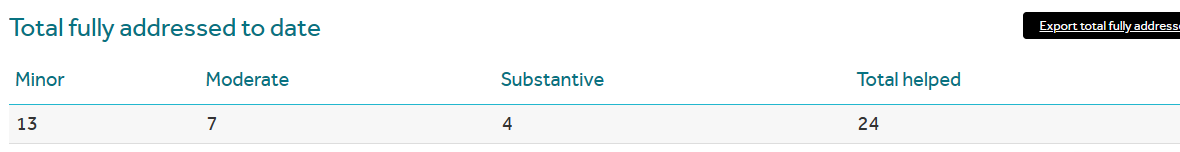 Total fully addressed to date
Export total fully addresse
Minor Moderate Substantive Total helped
13 7 4 24